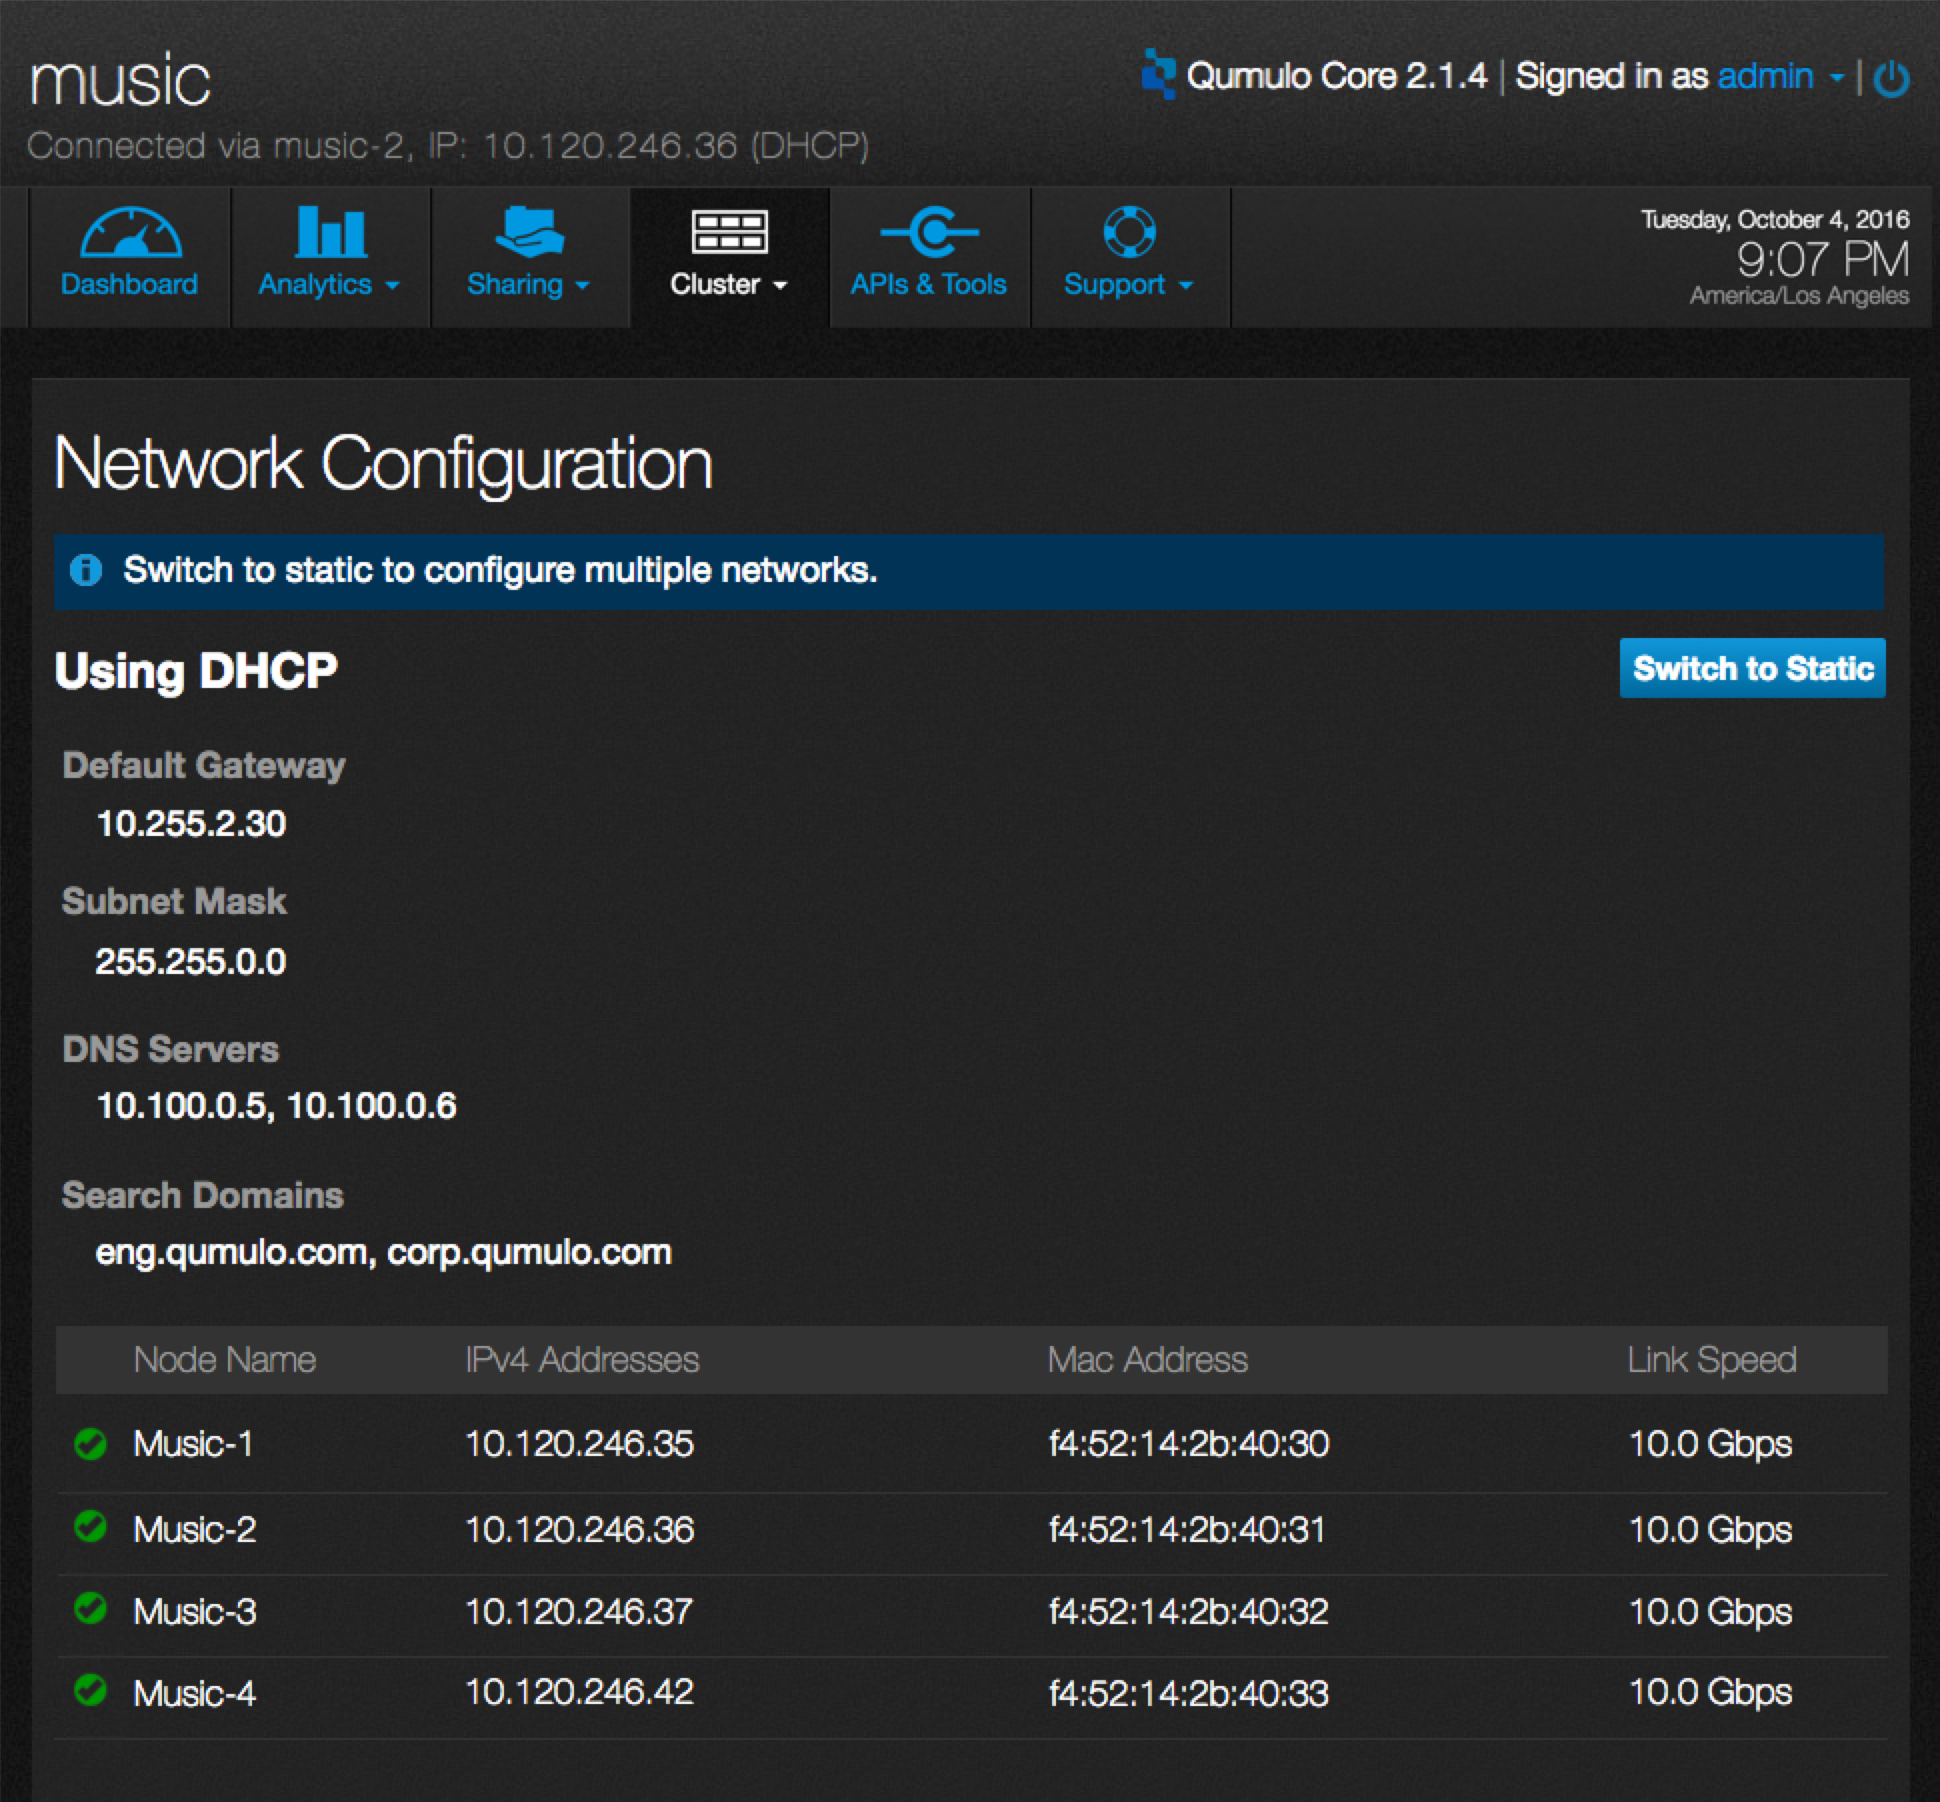 music
Qumulo Core 2.1.4 | Signed in as admin
Connected via music-2, IP: 10.120.246.36 (DHCP)
Dashboard
Analytics
Sharing
Cluster
APIs & Tools
Support
Tuesday, October 4, 2016
9:07 PM
America/Los Angeles
Network Configuration
Switch to static to configure multiple networks.
Using DHCP
Switch to Static
Default Gateway
10.255.2.30
Subnet Mask
255.255.0.0
DNS Servers
10.100.0.5, 10.100.0.6
Search Domains
eng.qumulo.com, corp.qumulo.com
Node Name IPv4 Addresses Mac Address Link Speed
Music-1 10.120.246.35 f4:52:14:2b:40:30 10.0 Gbps
Music-2 10.120.246.36 f4:52:14:2b:40:31 10.0 Gbps
Music-3 10.120.246.37 f4:52:14:2b:40:32 10.0 Gbps
Music-4 10.120.246.42 f4:52:14:2b:40:33 10.0 Gbps